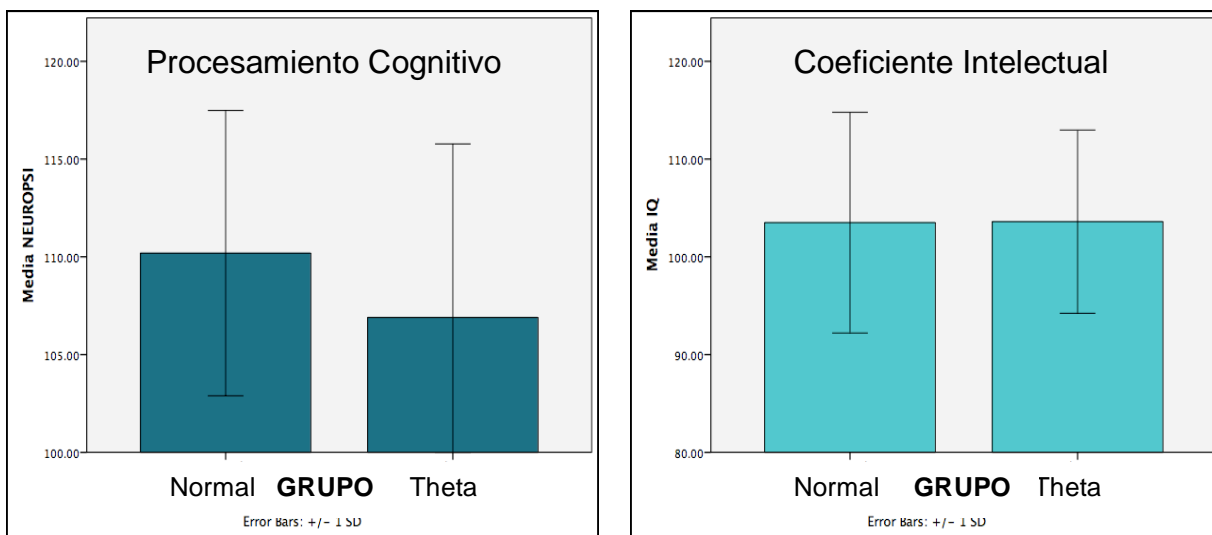 Procesamiento Cognitivo
120.00
115.00
110.00
105.00
100.00
Media NEUROPSI
Normal GRUPO Theta
Error Bars: +/- 1 SD
Coeficiente Intelectual
120.00
110.00
100.00
90.00
80.00
Media IQ
Normal GRUPO Theta
Error Bars: +/- 1 SD